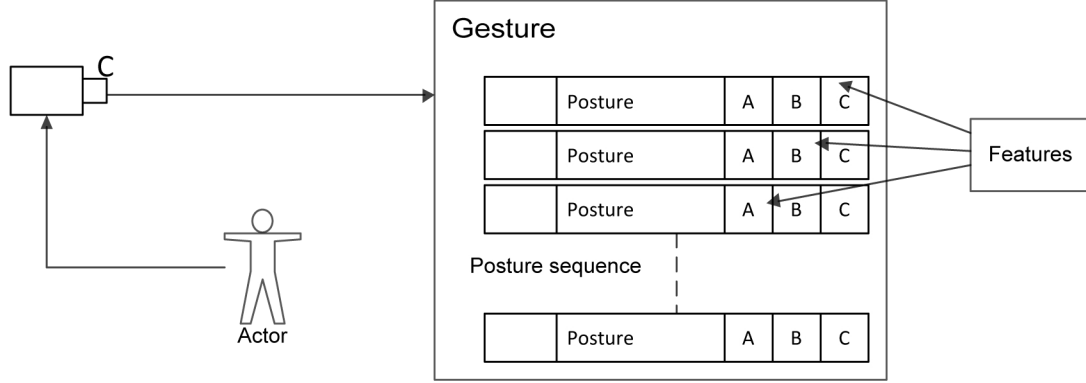 C
Gesture
Posture A B C
Posture A B C
Posture A B C
Features
Posture sequence
Actor
Posture A B C